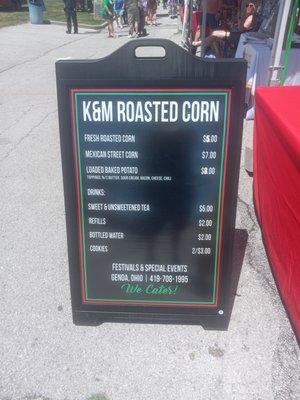 K&M ROASTED CORN
FRESH ROASTED CORN $5.00
MEXICAN STREET CORN $7.00
LOADED BAKED POTATO
DRINKS:
SWEET & UNSWEETENED TEA $5.00
REFILLS $2.00
BOTTLED WATER $2.00
COOKIES 2/$3.00
FESTIVALS & SPECIAL EVENTS
GENOA, OHIO | 419-708-1995
We Cater!